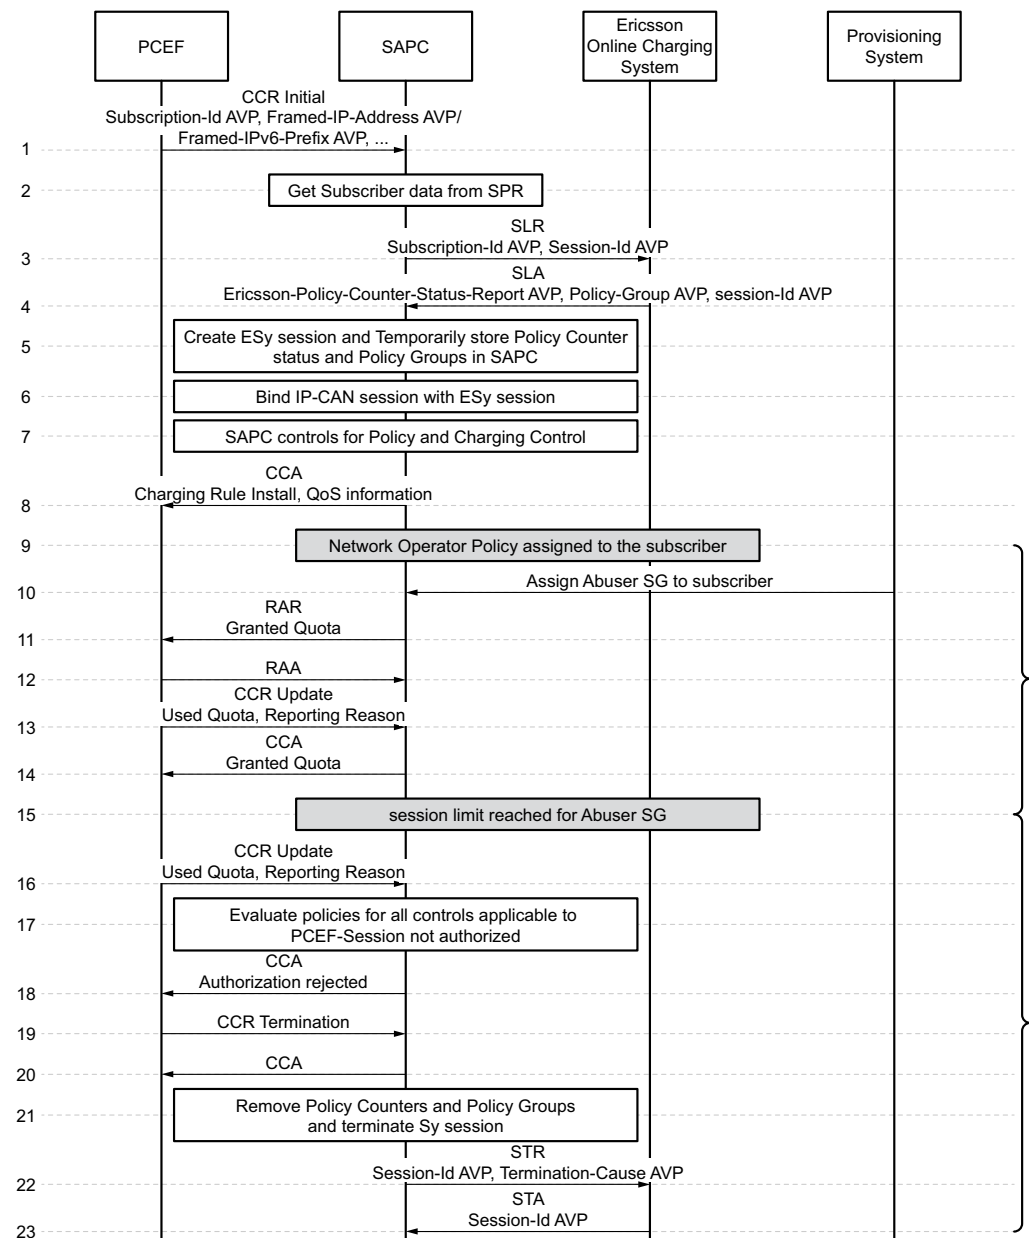 PCEF
SAPC
Ericsson
Online Charging
System
Provisioning
System
CCR Initial
Subscription-Id AVP, Framed-IP-Address AVP/
Framed-IPv6-Prefix AVP, ...
1
2
Get Subscriber data from SPR
SLR
Subscription-Id AVP, Session-Id AVP
3
SLA
Ericsson-Policy-Counter-Status-Report AVP, Policy-Group AVP, session-Id AVP
4
5
Create ESy session and Temporarily store Policy Counter
status and Policy Groups in SAPC
6
Bind IP-CAN session with ESy session
7
SAPC controls for Policy and Charging Control
CCA
Charging Rule Install, QoS information
8
9
Network Operator Policy assigned to the subscriber
Assign Abuser SG to subscriber
10
RAR
Granted Quota
11
RAA
12
CCR Update
Used Quota, Reporting Reason
13
CCA
Granted Quota
14
15
session limit reached for Abuser SG
CCR Update
Used Quota, Reporting Reason
16
17
Evaluate policies for all controls applicable to
PCEF-Session not authorized
CCA
Authorization rejected
18
CCR Termination
19
CCA
20
21
Remove Policy Counters and Policy Groups
and terminate Sy session
STR
Session-Id AVP, Termination-Cause AVP
22
STA
Session-Id AVP
23